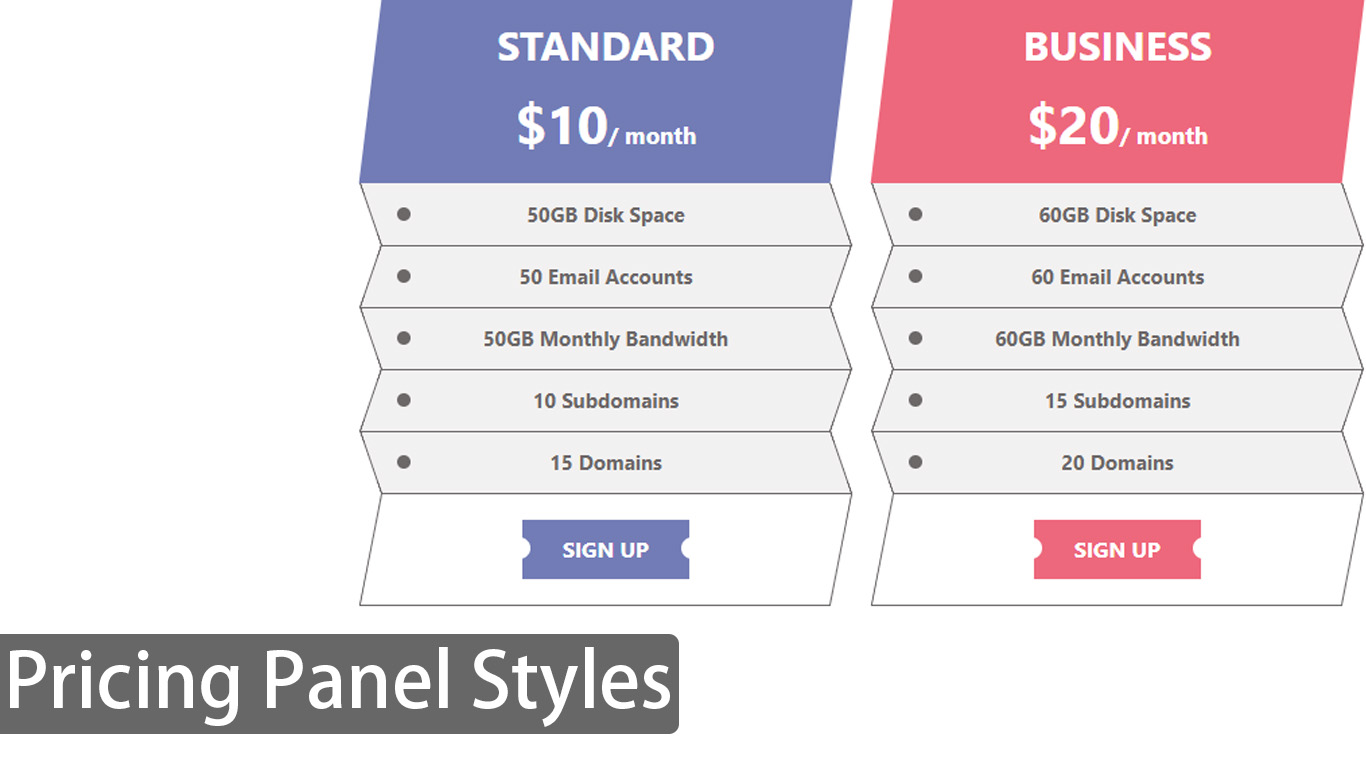 STANDARD
$10/ month
50GB Disk Space
50 Email Accounts
50GB Monthly Bandwidth
10 Subdomains
15 Domains
SIGN UP
BUSINESS
$20/ month
60GB Disk Space
60 Email Accounts
60GB Monthly Bandwidth
15 Subdomains
20 Domains
SIGN UP
Pricing Panel Styles